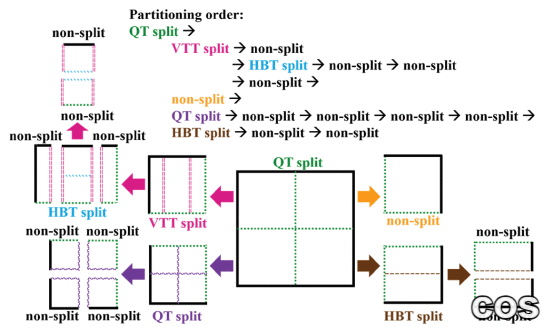 Partitioning order:
QT split →
VTT split → non-split
→ HBT split → non-split → non-split
→ non-split →
non-split →
QT split → non-split → non-split → non-split → non-split →
HBT split → non-split → non-split
non-split
non-split
non-split non-split
HBT split
VTT split
QT split
non-split
non-split non-split
QT split
non-split non-split
HBT split
non-split
non-split
cos